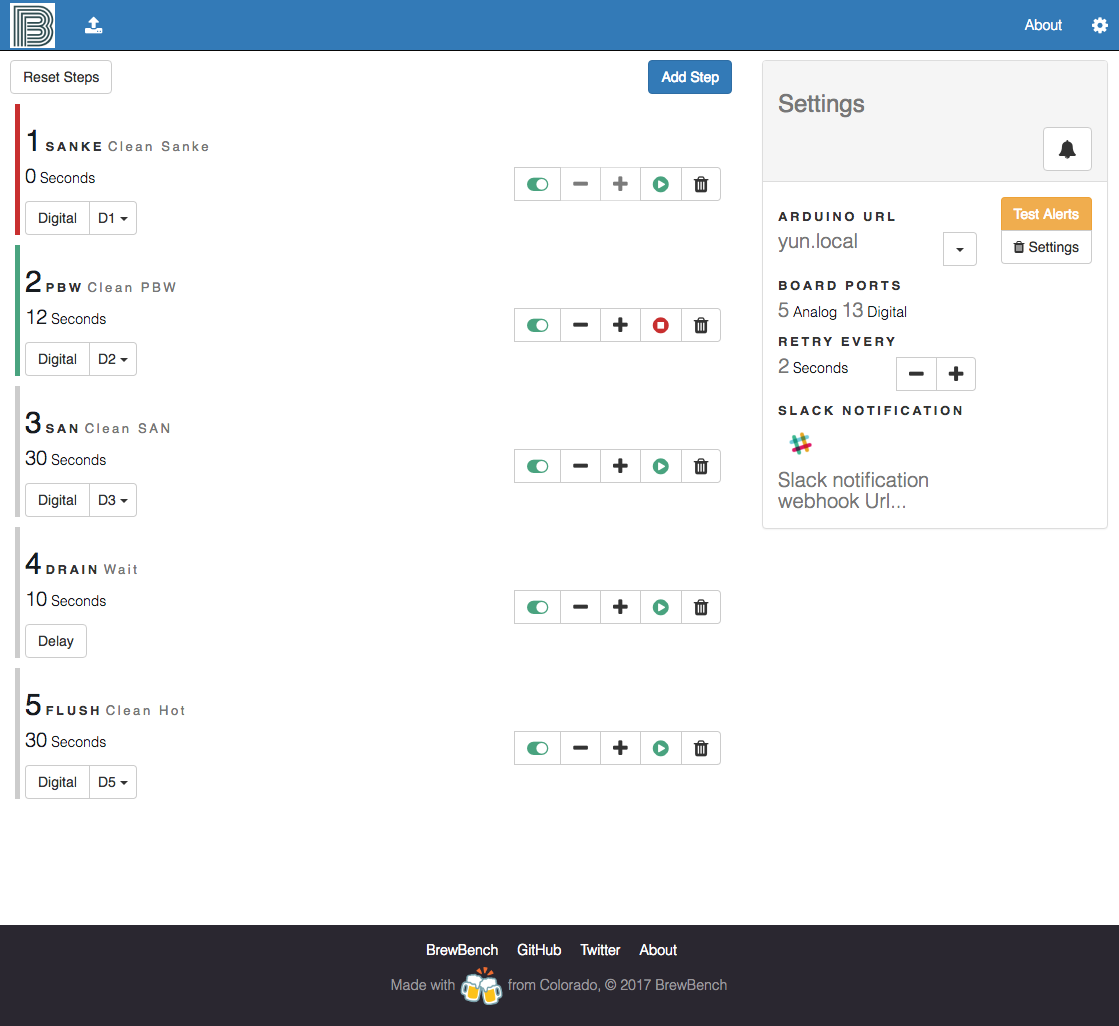 About
Reset Steps
Add Step
1 SANKE Clean Sanke
0 Seconds
Digital D1
2 PBW Clean PBW
12 Seconds
Digital D2
3 SAN Clean SAN
30 Seconds
Digital D3
4 DRAIN Wait
10 Seconds
Delay
5 FLUSH Clean Hot
30 Seconds
Digital D5
Settings
ARDUINO URL
yun.local
Test Alerts
Settings
BOARD PORTS
5 Analog 13 Digital
RETRY EVERY
2 Seconds
SLACK NOTIFICATION
Slack notification
webhook Url...
BrewBench GitHub Twitter About
Made with from Colorado, © 2017 BrewBench